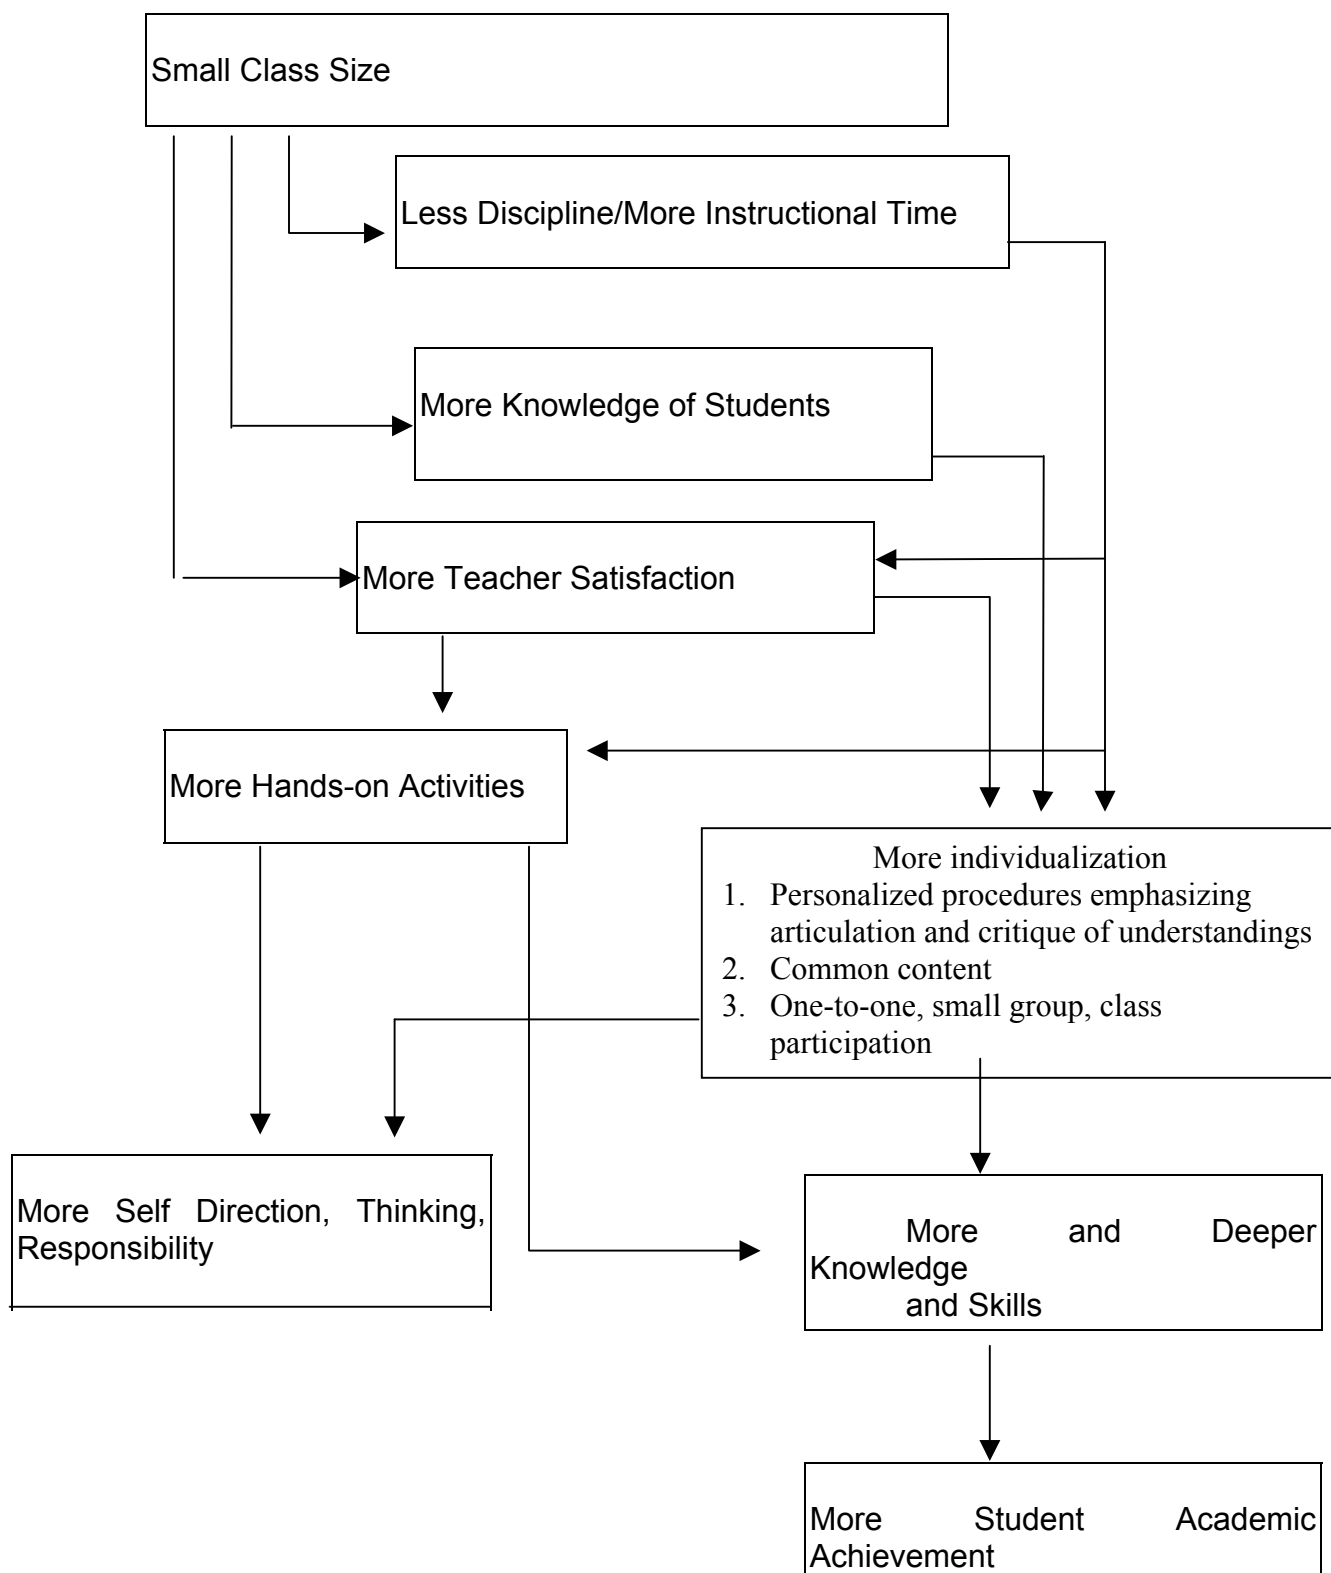 Small Class Size
Less Discipline/More Instructional Time
More Knowledge of Students
More Teacher Satisfaction
More Hands-on Activities
More individualization
1. Personalized procedures emphasizing
articulation and critique of understandings
2. Common content
3. One-to-one, small group, class
participation
More Self Direction, Thinking,
Responsibility
More and Deeper
Knowledge
and Skills
More Student Academic
Achievement